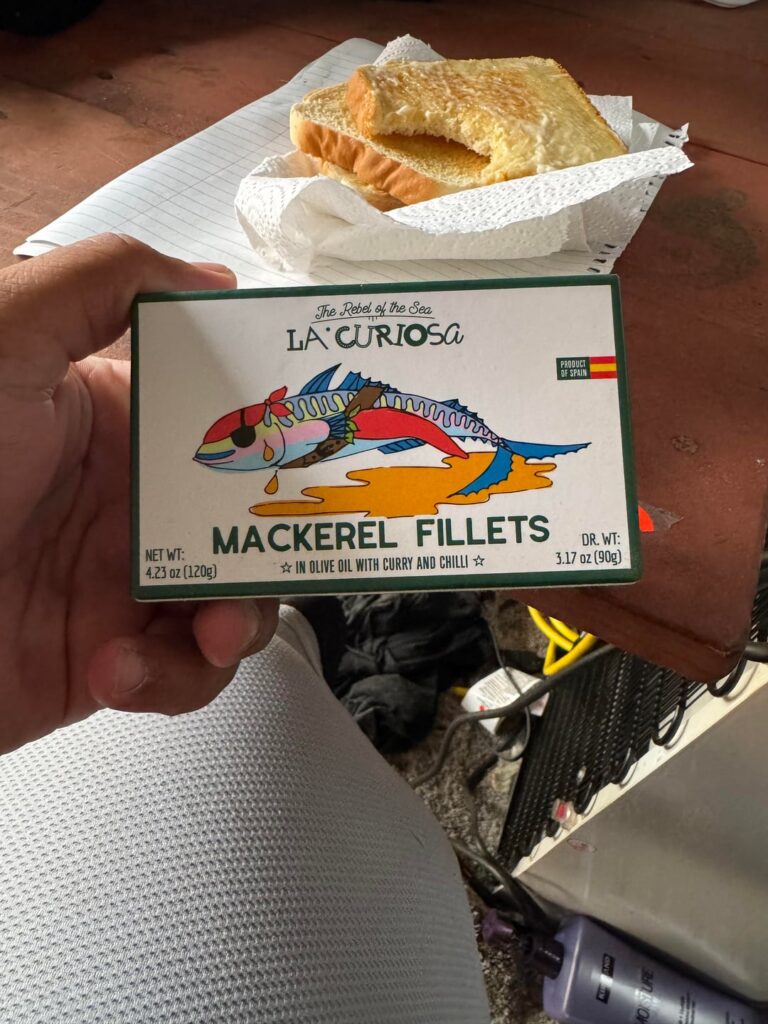 The Rebel of the Sea
LA CURIOSA
PRODUCT
OF SPAIN
MACKEREL FILLETS
☆ IN OLIVE OIL WITH CURRY AND CHILLI ☆
NET WT:
4.23 oz (120g)
DR. WT:
3.17 oz (90g)